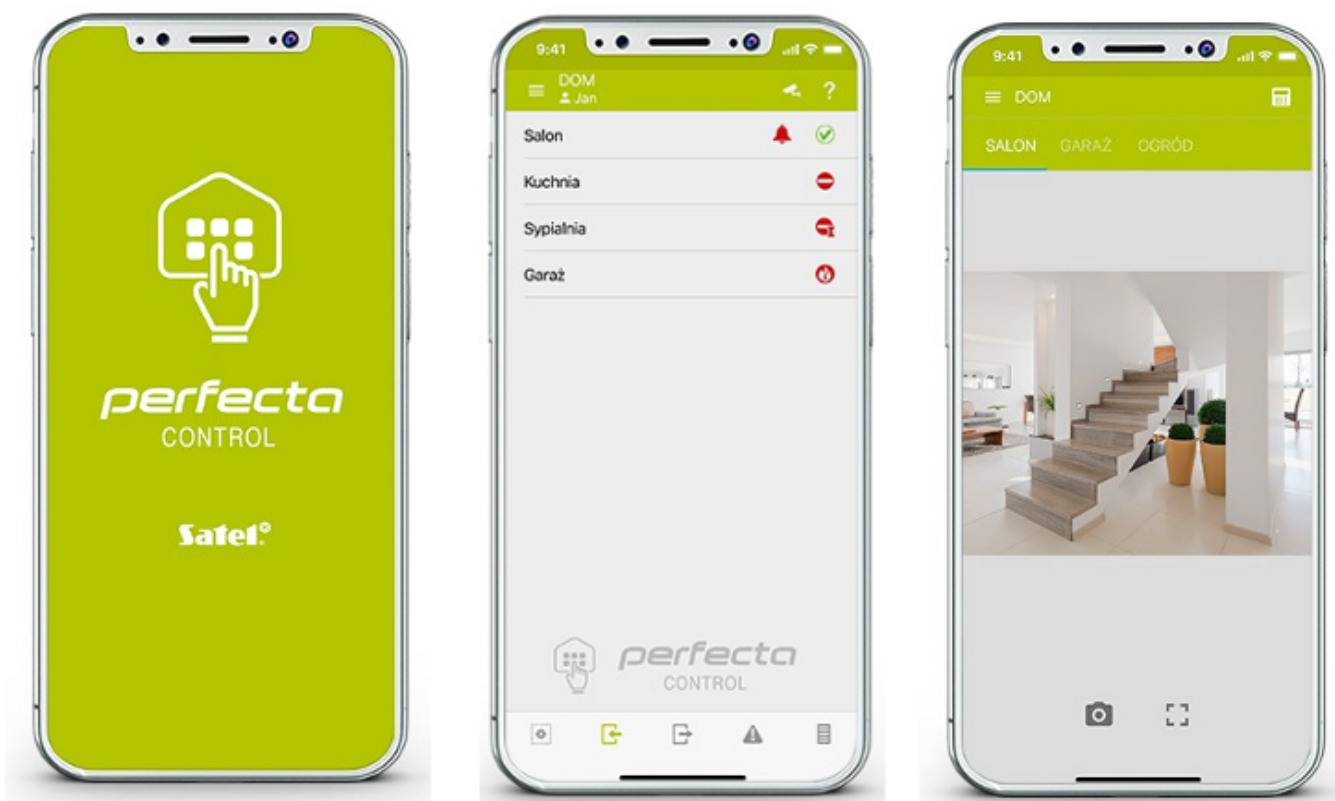 perfecta
CONTROL
Satel®
9:41
DOM
Jan
?
Salon
Kuchnia
Sypialnia
Garaż
perfecta
CONTROL
9:41
DOM
SALON GARAŻ OGRÓD